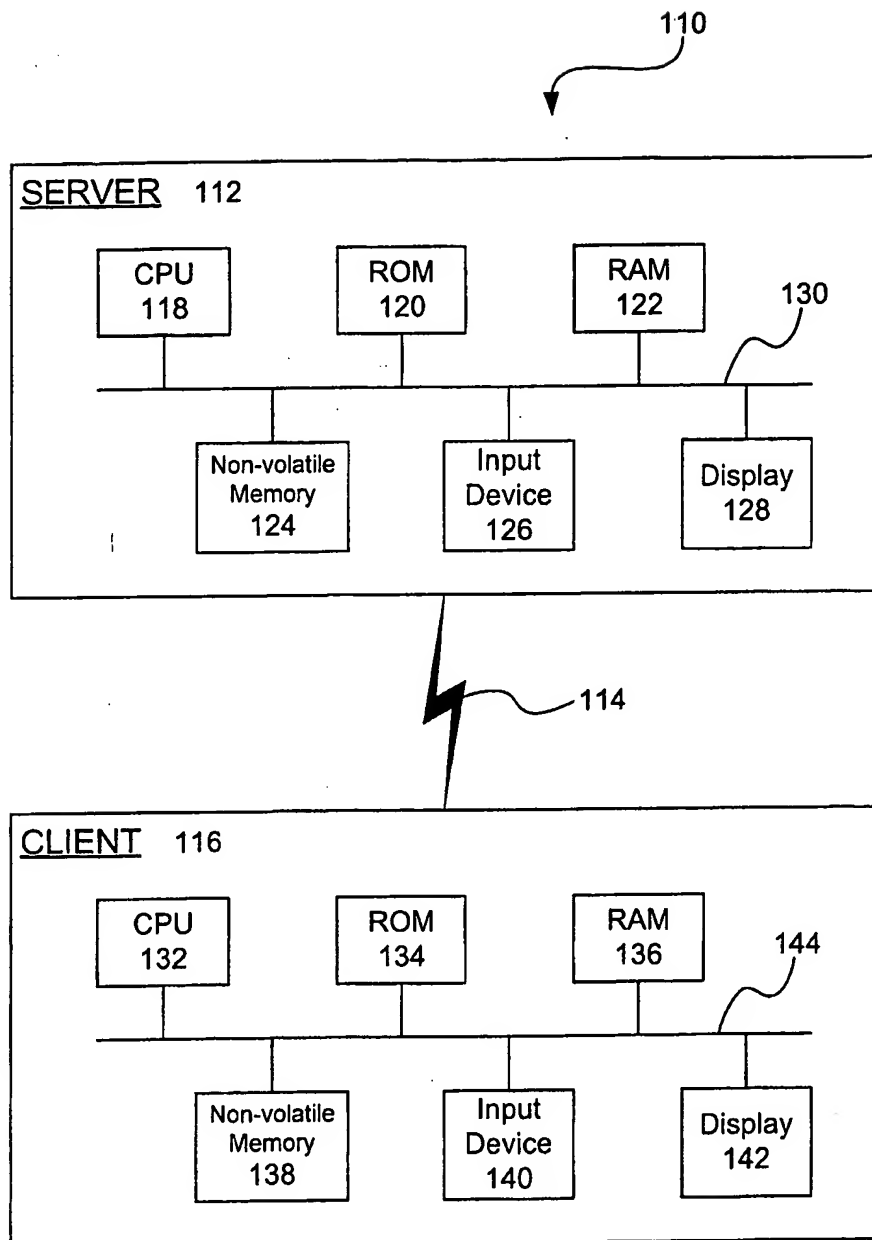 110
SERVER 112
CPU
118
ROM
120
RAM
122
130
Non-volatile
Memory
124
Input
Device
126
Display
128
114
CLIENT 116
CPU
132
ROM
134
RAM
136
144
Non-volatile
Memory
138
Input
Device
140
Display
142